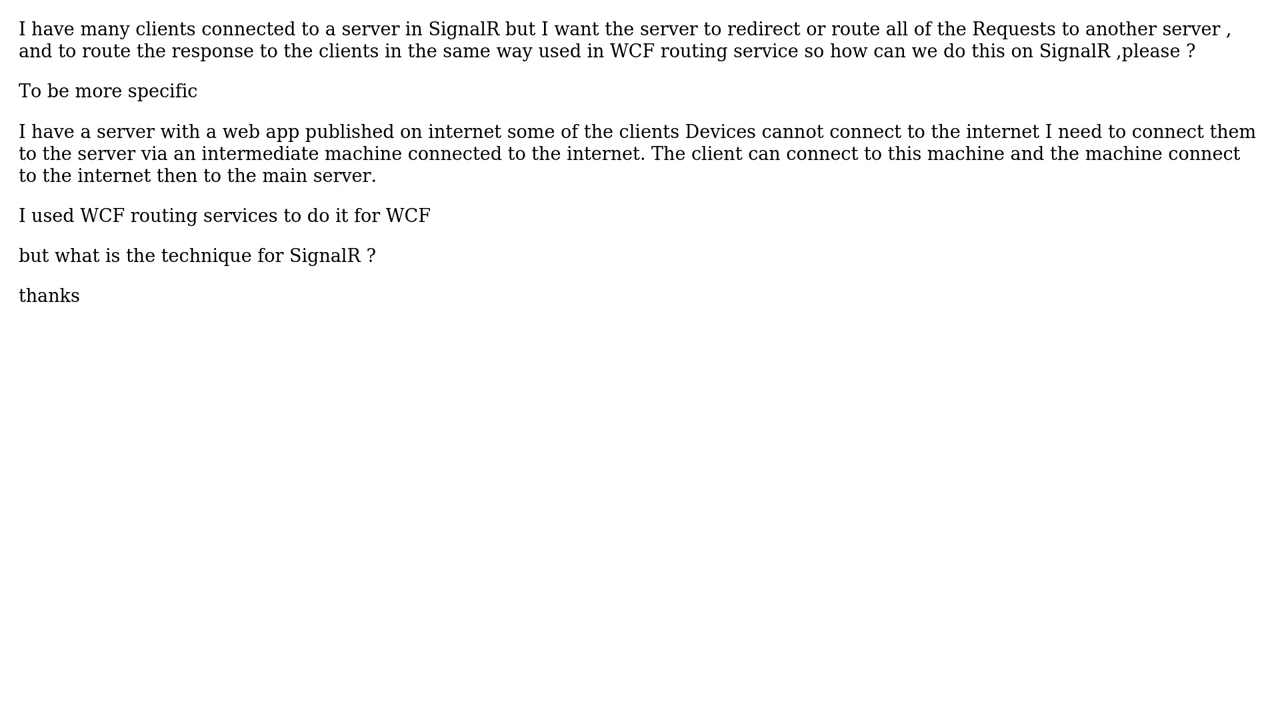 I have many clients connected to a server in SignalR but I want the server to redirect or route all of the Requests to another server ,
and to route the response to the clients in the same way used in WCF routing service so how can we do this on SignalR ,please ?
To be more specific
I have a server with a web app published on internet some of the clients Devices cannot connect to the internet I need to connect them
to the server via an intermediate machine connected to the internet. The client can connect to this machine and the machine connect
to the internet then to the main server.
I used WCF routing services to do it for WCF
but what is the technique for SignalR ?
thanks